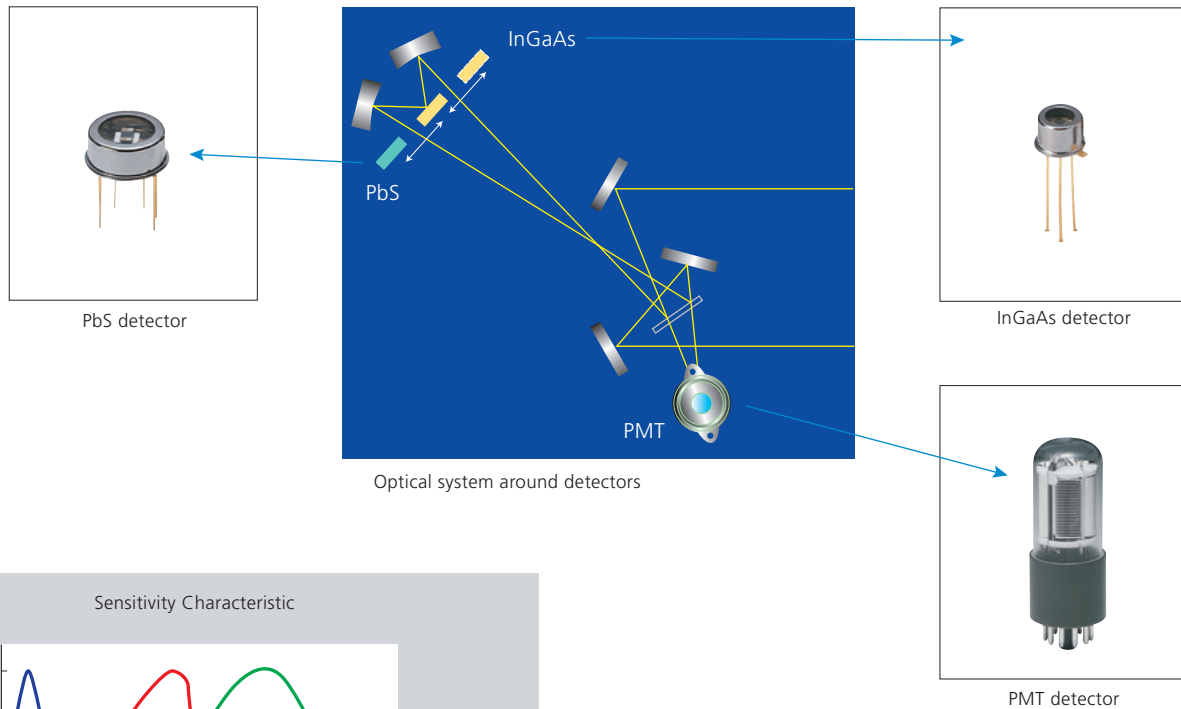 InGaAs
PbS
PMT
PbS detector
InGaAs detector
Optical system around detectors
PMT detector
Sensitivity Characteristic